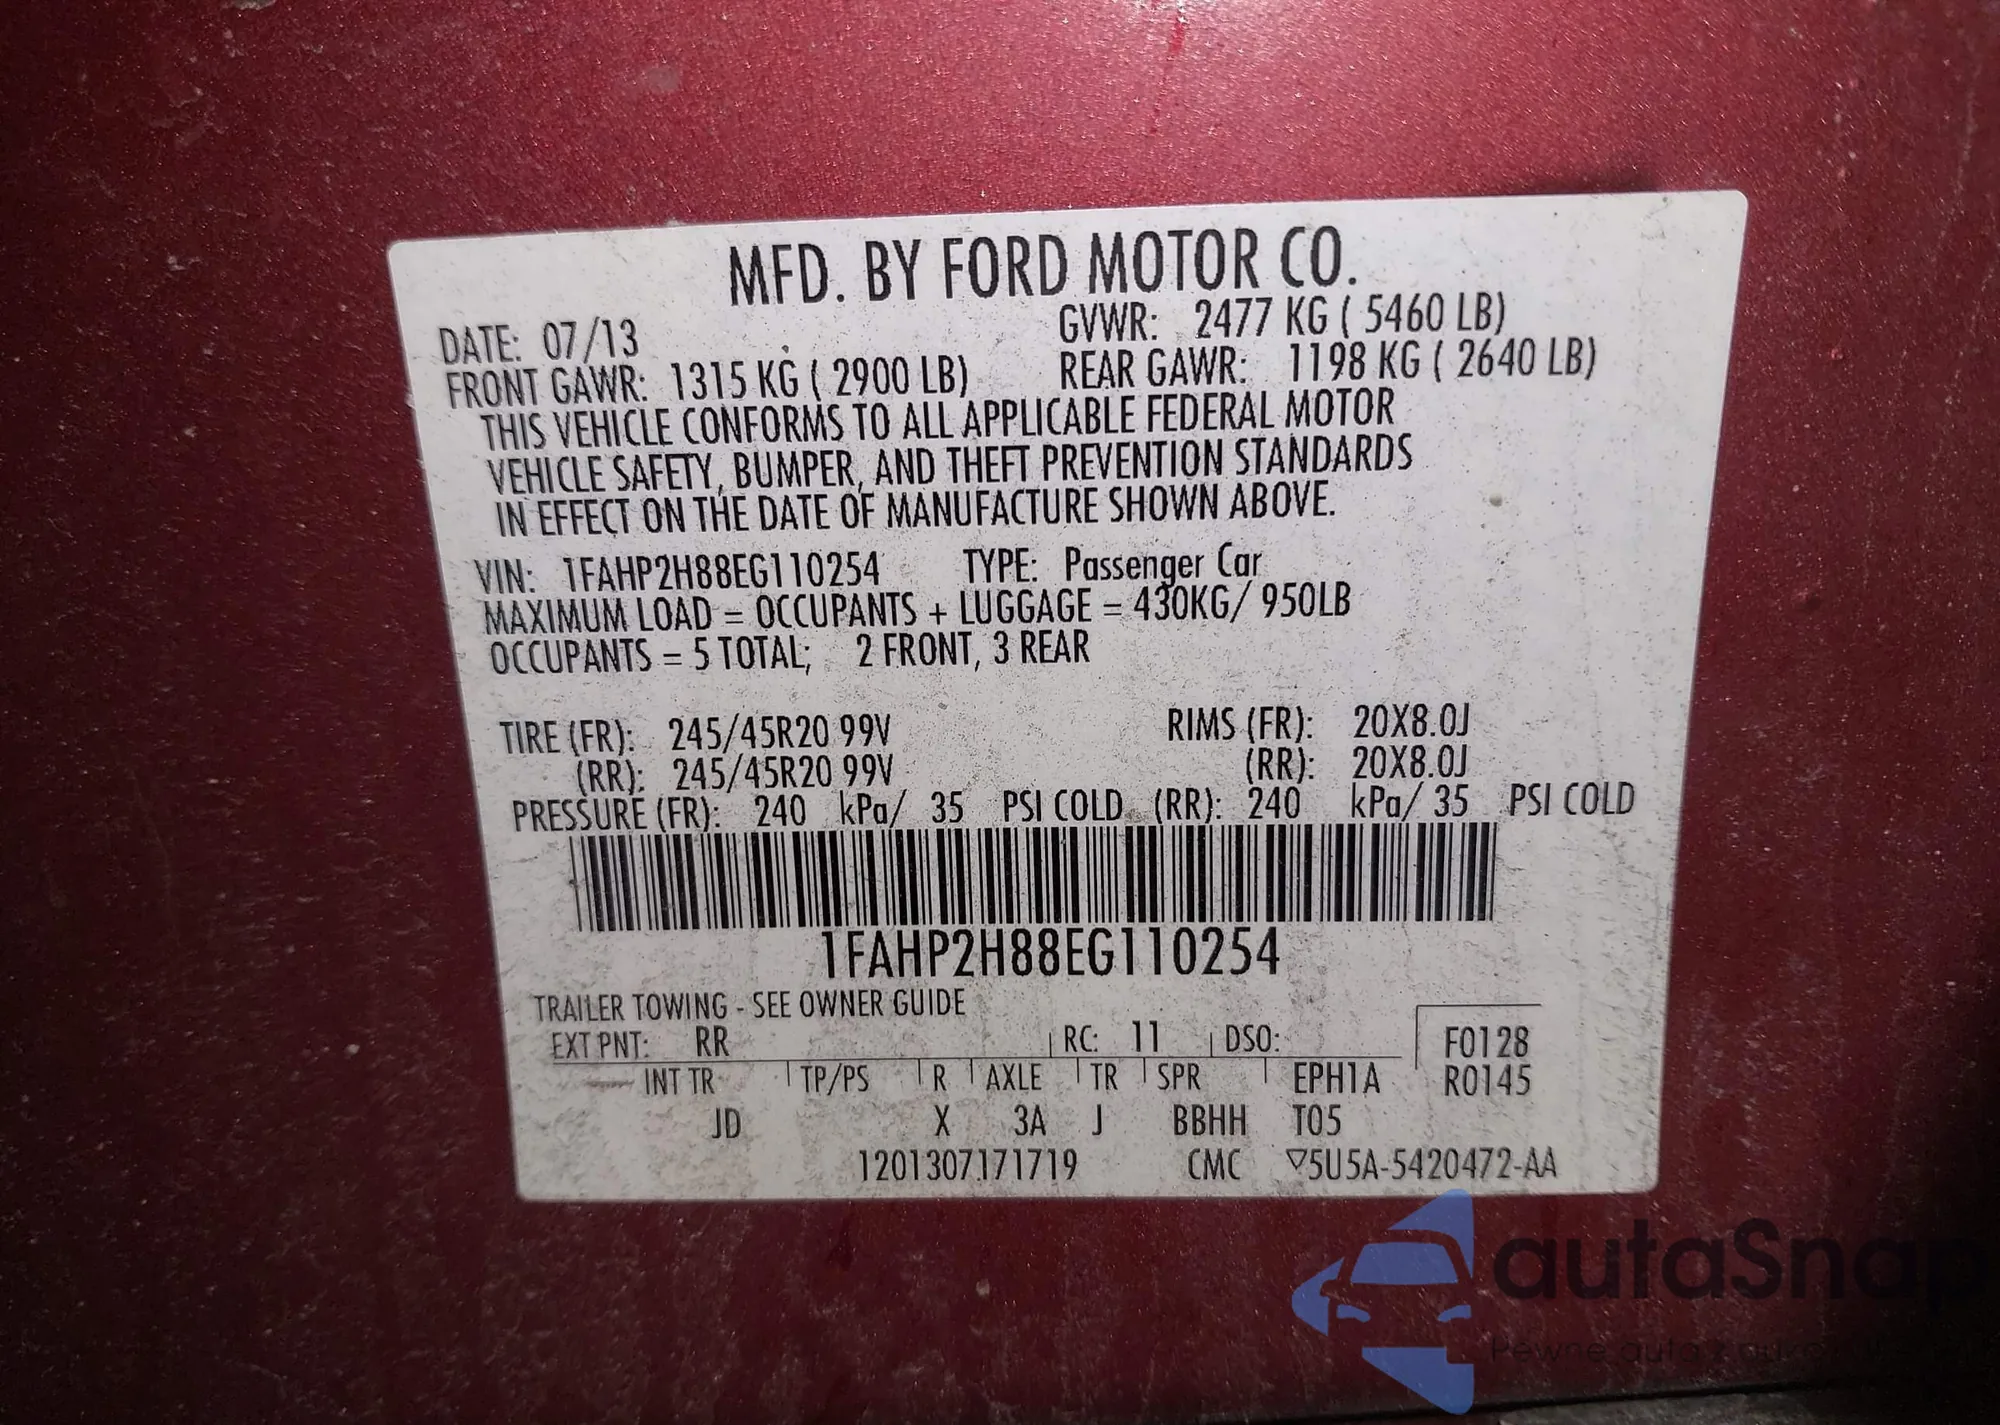 MFD. BY FORD MOTOR CO.
DATE: 07/13 GVWR: 2477 KG ( 5460 LB)
FRONT GAWR: 1315 KG ( 2900 LB) REAR GAWR: 1198 KG ( 2640 LB)
THIS VEHICLE CONFORMS TO ALL APPLICABLE FEDERAL MOTOR
VEHICLE SAFETY, BUMPER, AND THEFT PREVENTION STANDARDS
IN EFFECT ON THE DATE OF MANUFACTURE SHOWN ABOVE.
VIN: 1FAHP2H88EG110254 TYPE: Passenger Car
MAXIMUM LOAD = OCCUPANTS + LUGGAGE = 430KG/ 950LB
OCCUPANTS = 5 TOTAL; 2 FRONT, 3 REAR
TIRE (FR): 245/45R20 99V RIMS (FR): 20X8.0J
(RR): 245/45R20 99V (RR): 20X8.0J
PRESSURE (FR): 240 kPa/ 35 PSI COLD (RR): 240 kPa/ 35 PSI COLD
1FAHP2H88EG110254
TRAILER TOWING - SEE OWNER GUIDE
EXT PNT: RR RC: 11 DSO: F0128
INT TR TP/PS R AXLE TR SPR EPH1A R0145
JD X 3A J BBHH T05
1201307171719 CMC ▽5U5A-5420472-AA
autaSnap
Pewne auta z